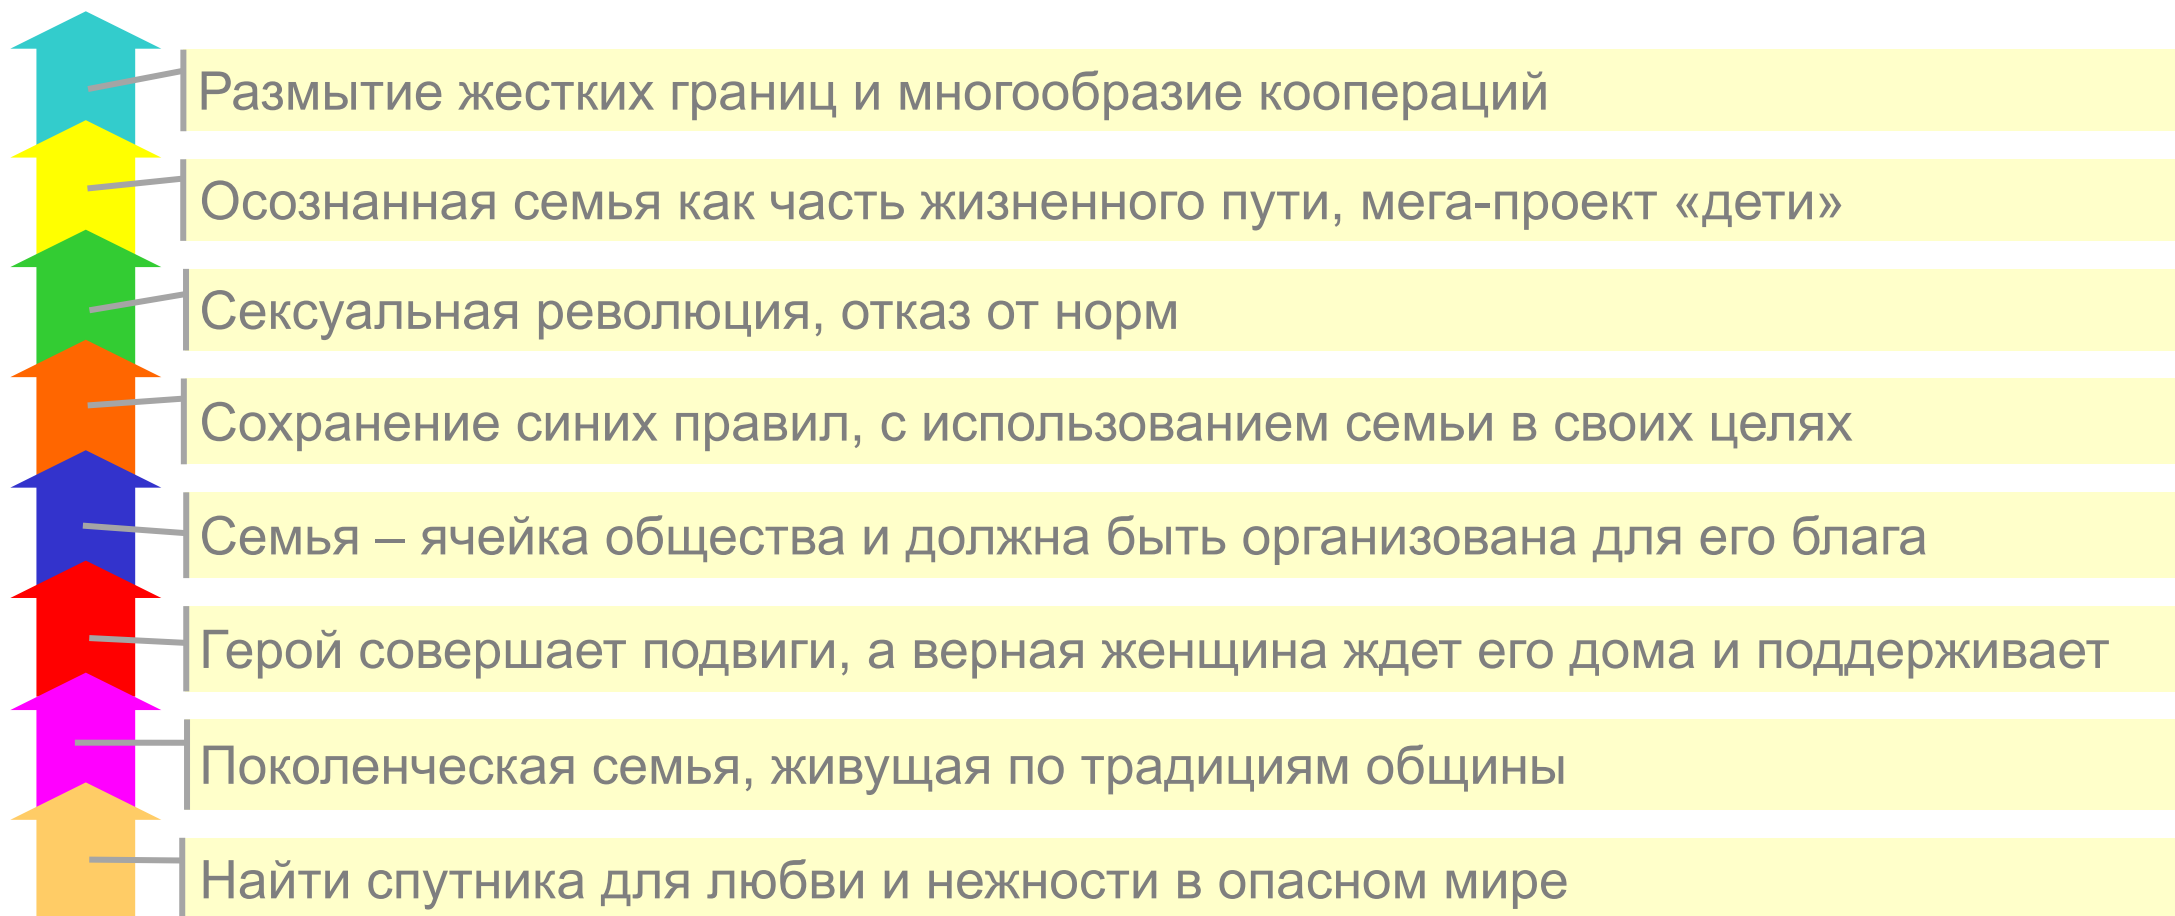 Размытие жестких границ и многообразие коопераций
Осознанная семья как часть жизненного пути, мега-проект «дети»
Сексуальная революция, отказ от норм
Сохранение синих правил, с использованием семьи в своих целях
Семья – ячейка общества и должна быть организована для его блага
Герой совершает подвиги, а верная женщина ждет его дома и поддерживает
Поколенческая семья, живущая по традициям общины
Найти спутника для любви и нежности в опасном мире